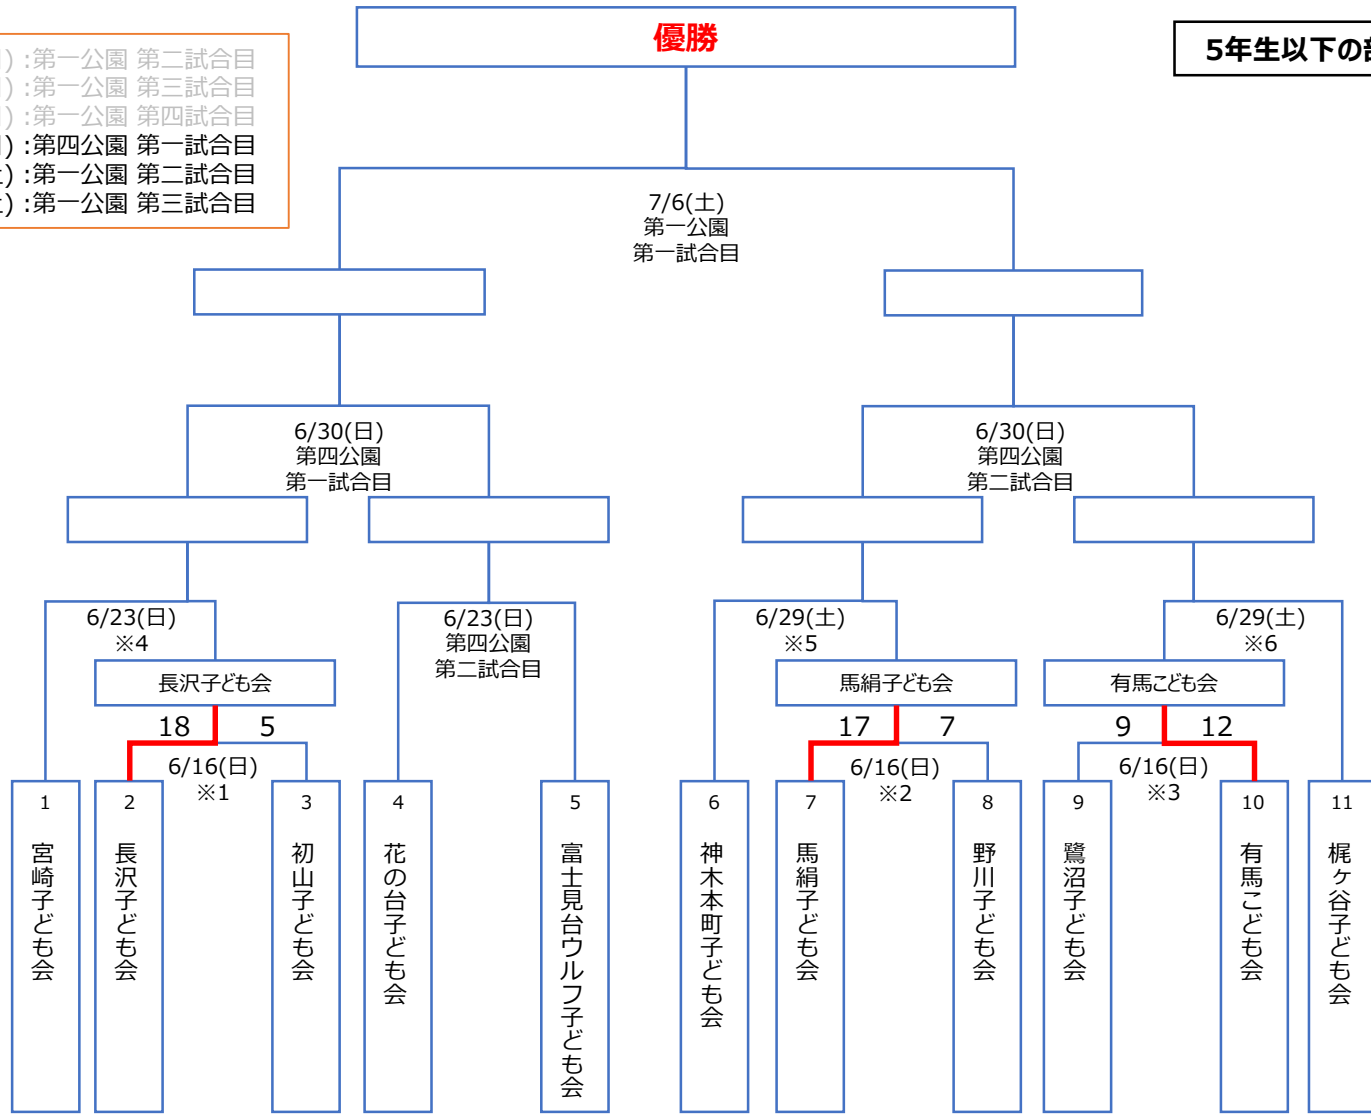 優勝
5年生以下の
) :第一公園 第二試合目
) :第一公園 第三試合目
) :第一公園 第四試合目
) :第四公園 第一試合目
) :第一公園 第二試合目
) :第一公園 第三試合目
7/6(土)
第一公園
第一試合目
6/30(日)
第四公園
第一試合目
6/30(日)
第四公園
第二試合目
6/23(日)
※4
6/23(日)
第四公園
第二試合目
6/29(土)
※5
6/29(土)
※6
長沢子ども会
馬絹子ども会
有馬こども会
18 5
17 7
9 12
6/16(日)
※1
6/16(日)
※2
6/16(日)
※3
1
宮崎子ども会
2
長沢子ども会
3
初山子ども会
4
花の台子ども会
5
富士見台ウルフ子ども会
6
神木本町子ども会
7
馬絹子ども会
8
野川子ども会
9
鷺沼子ども会
10
有馬こども会
11
梶ヶ谷子ども会